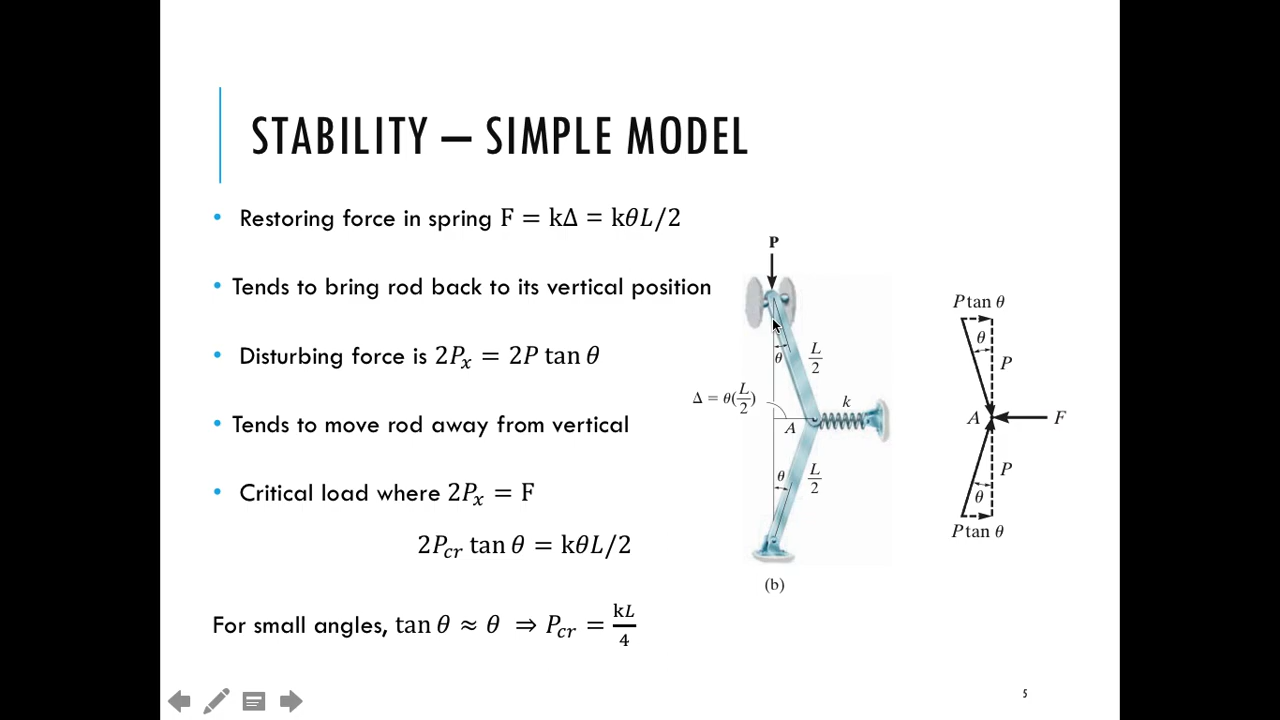 STABILITY – SIMPLE MODEL
• Restoring force in spring F = kΔ = kθL/2
• Tends to bring rod back to its vertical position
• Disturbing force is 2Pₓ = 2P tan θ
• Tends to move rod away from vertical
• Critical load where 2Pₓ = F
2P_cr tan θ = kθL/2
For small angles, tan θ ≈ θ ⇒ P_cr = kL/4
P
θ
L/2
Δ = θ(L/2)
k
A
θ
L/2
(b)
P tan θ
θ
P
A
F
P
θ
P tan θ
5